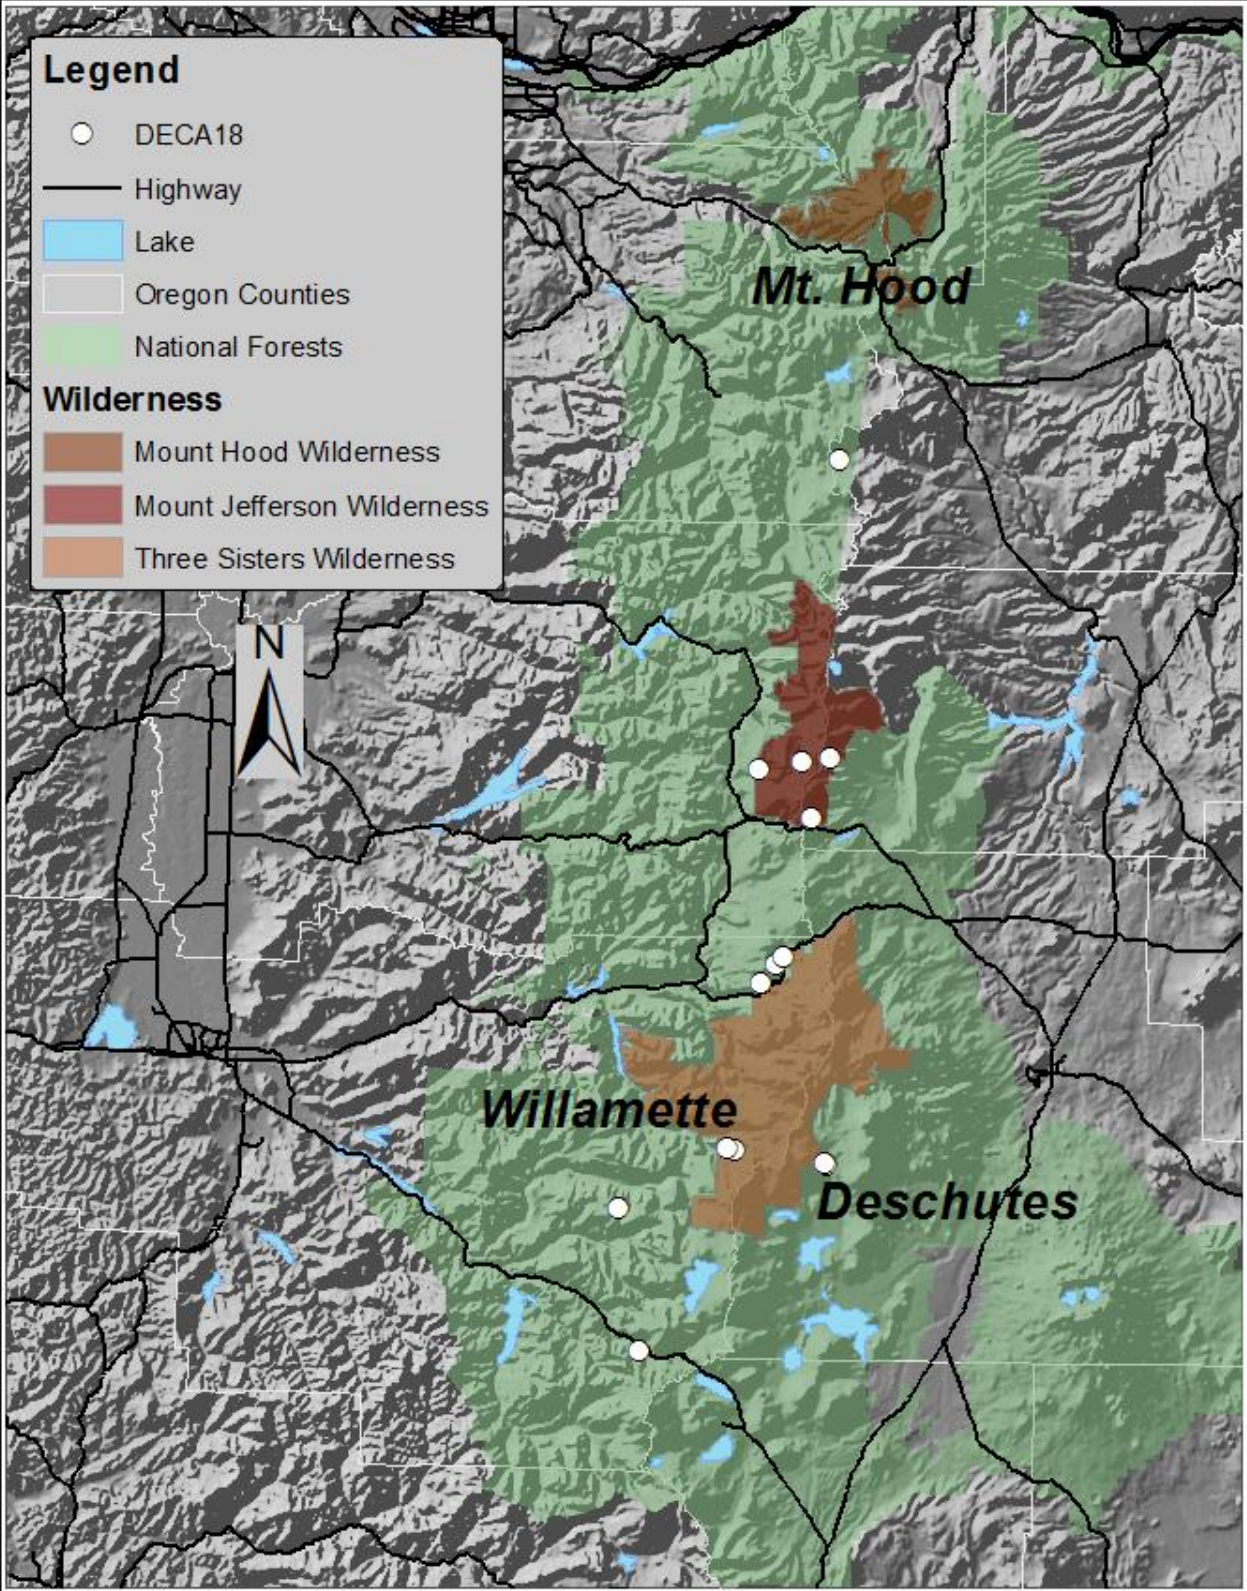 Legend
DECA18
Highway
Lake
Oregon Counties
National Forests
Wilderness
Mount Hood Wilderness
Mount Jefferson Wilderness
Three Sisters Wilderness
N
Mt. Hood
Willamette
Deschutes